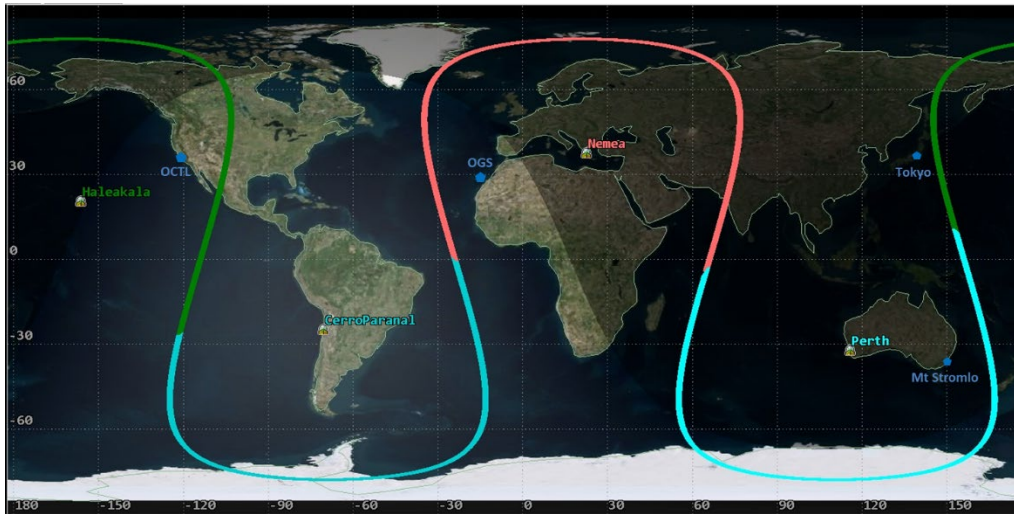 60
OGS
Nemea
OCTL
Tokyo
30
Haleakala
0
CerroParanal
-30
Perth
Mt Stromlo
-60
-180 -150 -120 -90 -60 -30 0 30 60 90 120 150